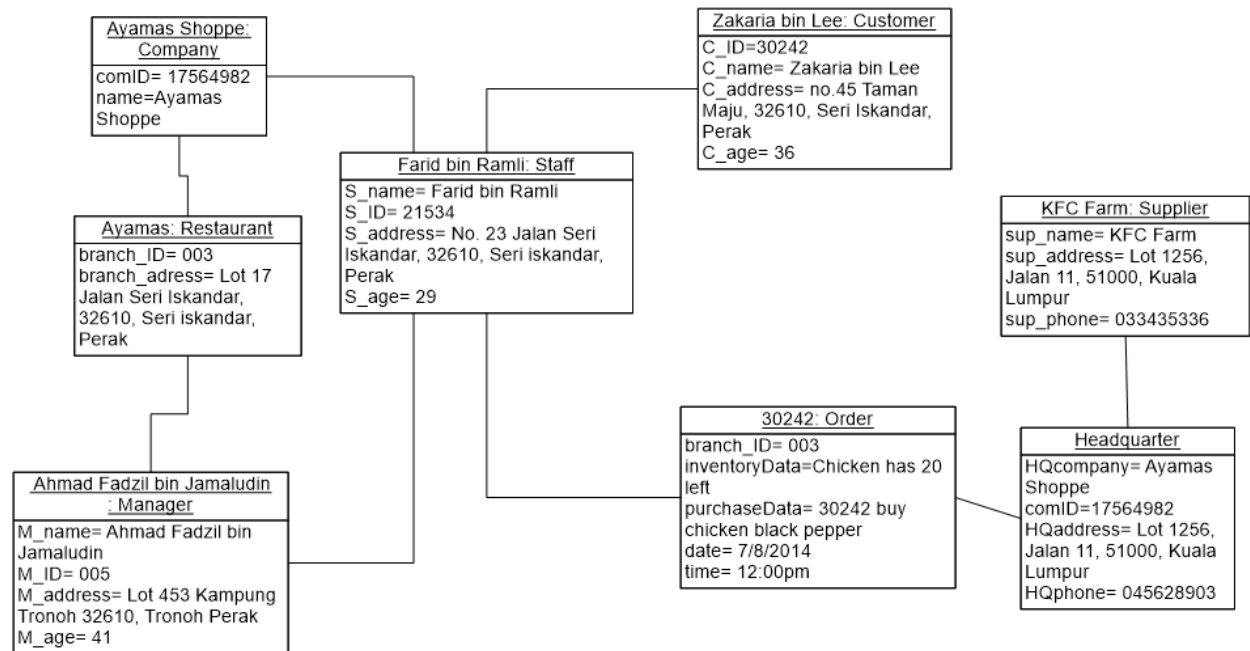 Ayamas Shoppe:
Company
comID= 17564982
name=Ayamas
Shoppe
Zakaria bin Lee: Customer
C_ID=30242
C_name= Zakaria bin Lee
C_address= no.45 Taman
Maju, 32610, Seri Iskandar,
Perak
C_age= 36
Farid bin Ramli: Staff
S_name= Farid bin Ramli
S_ID= 21534
S_address= No. 23 Jalan Seri
Iskandar, 32610, Seri iskandar,
Perak
S_age= 29
Ayamas: Restaurant
branch_ID= 003
branch_adress= Lot 17
Jalan Seri Iskandar,
32610, Seri iskandar,
Perak
KFC Farm: Supplier
sup_name= KFC Farm
sup_address= Lot 1256,
Jalan 11, 51000, Kuala
Lumpur
sup_phone= 033435336
30242: Order
branch_ID= 003
inventoryData=Chicken has 20
left
purchaseData= 30242 buy
chicken black pepper
date= 7/8/2014
time= 12:00pm
Headquarter
HQcompany= Ayamas
Shoppe
comID=17564982
HQaddress= Lot 1256,
Jalan 11, 51000, Kuala
Lumpur
HQphone= 045628903
Ahmad Fadzil bin Jamaludin
: Manager
M_name= Ahmad Fadzil bin
Jamaludin
M_ID= 005
M_address= Lot 453 Kampung
Tronoh 32610, Tronoh Perak
M_age= 41